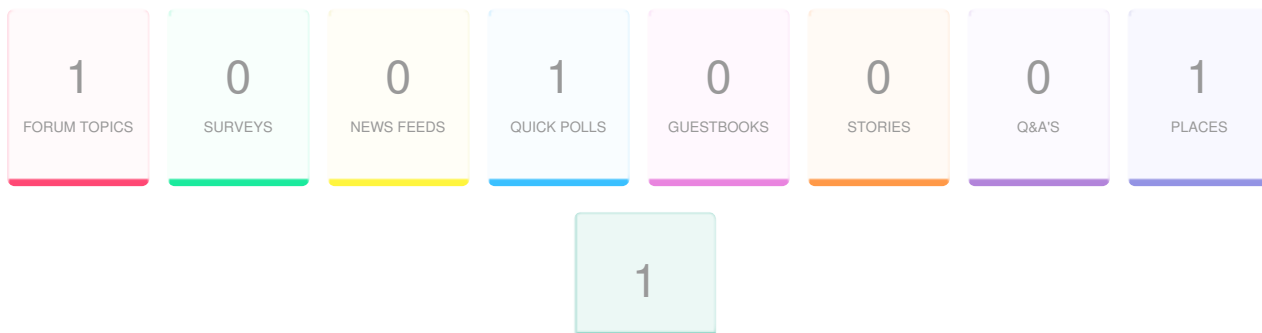 1 0 0 1 0 0 0 1
FORUM TOPICS SURVEYS NEWS FEEDS QUICK POLLS GUESTBOOKS STORIES Q&A'S PLACES
1